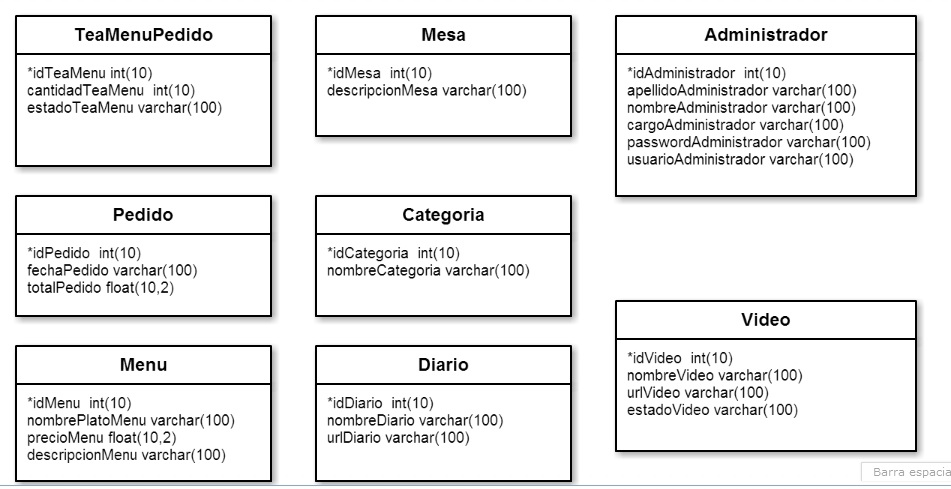 TeaMenuPedido
*idTeaMenu int(10)
cantidadTeaMenu int(10)
estadoTeaMenu varchar(100)
Mesa
*idMesa int(10)
descripcionMesa varchar(100)
Administrador
*idAdministrador int(10)
apellidoAdministrador varchar(100)
nombreAdministrador varchar(100)
cargoAdministrador varchar(100)
passwordAdministrador varchar(100)
usuarioAdministrador varchar(100)
Pedido
*idPedido int(10)
fechaPedido varchar(100)
totalPedido float(10,2)
Categoria
*idCategoria int(10)
nombreCategoria varchar(100)
Video
*idVideo int(10)
nombreVideo varchar(100)
urlVideo varchar(100)
estadoVideo varchar(100)
Menu
*idMenu int(10)
nombrePlatoMenu varchar(100)
precioMenu float(10,2)
descripcionMenu varchar(100)
Diario
*idDiario int(10)
nombreDiario varchar(100)
urlDiario varchar(100)
Barra espacia